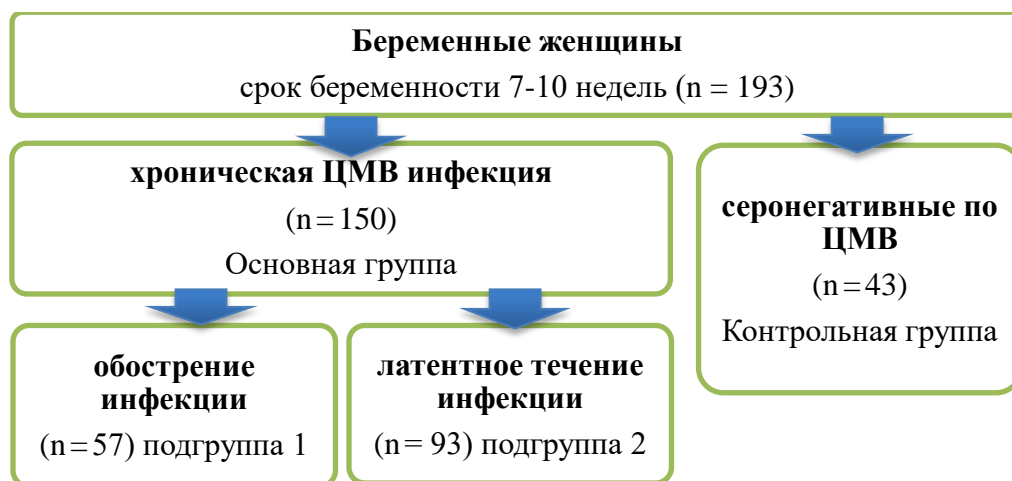 Беременные женщины
срок беременности 7-10 недель (n = 193)
хроническая ЦМВ инфекция
(n = 150)
Основная группа
серонегативные по
ЦМВ
(n = 43)
Контрольная группа
обострение
инфекции
(n = 57) подгруппа 1
латентное течение
инфекции
(n = 93) подгруппа 2